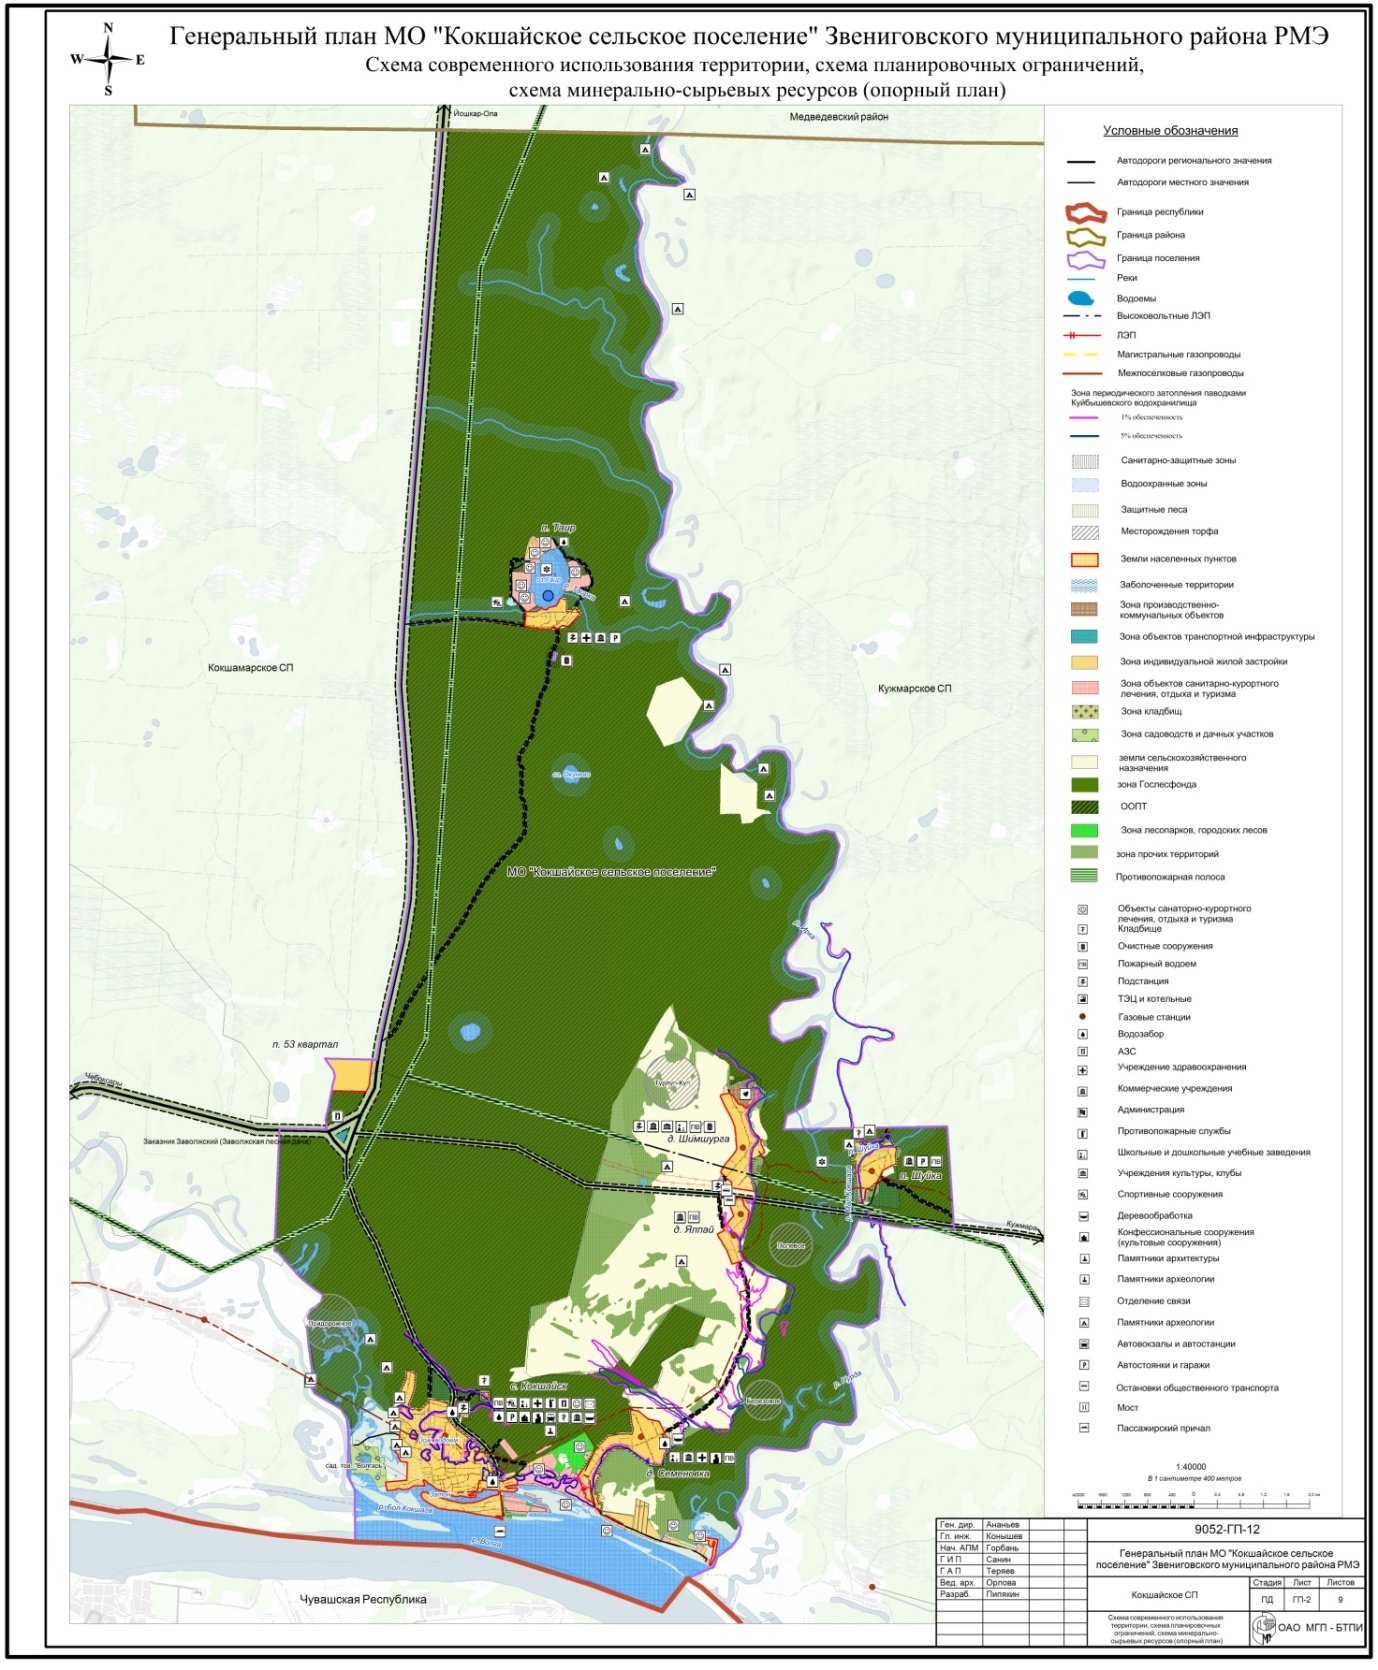 Генеральный план МО "Кокшайское сельское поселение" Звениговского муниципального района РМЭ
Схема современного использования территории, схема планировочных ограничений,
схема минерально-сырьевых ресурсов (опорный план)
N
W E
S
Йошкар-Ола
Медведевский район
п. Таир
оз. Таир
Кокшамарское СП
Кужмарское СП
МО "Кокшайское сельское поселение"
п. 53 квартал
Чебоксары
Заказник Заволжский (Заволжская лесная дача)
д. Шимшурга
р. Шуйка
п. Шуйка
д. Яллай
Кужмара
Придорожное
с. Кокшайск
сад. тов. "Волгарь"
д. Семеновка
р. бол.Кокшага
р. Волга
Чувашская Республика
Условные обозначения
Автодороги регионального значения
Автодороги местного значения
Граница республики
Граница района
Граница поселения
Реки
Водоемы
Высоковольтные ЛЭП
ЛЭП
Магистральные газопроводы
Межпоселковые газопроводы
Зона периодического затопления паводками
Куйбышевского водохранилища
1% обеспеченность
5% обеспеченность
Санитарно-защитные зоны
Водоохранные зоны
Защитные леса
Месторождения торфа
Земли населенных пунктов
Заболоченные территории
Зона производственно-
коммунальных объектов
Зона объектов транспортной инфраструктуры
Зона индивидуальной жилой застройки
Зона объектов санитарно-курортного
лечения, отдыха и туризма
Зона кладбищ
Зона садоводств и дачных участков
земли сельскохозяйственного
назначения
зона Гослесфонда
ООПТ
Зона лесопарков, городских лесов
зона прочих территорий
Противопожарная полоса
Объекты санаторно-курортного
лечения, отдыха и туризма
Кладбище
Очистные сооружения
Пожарный водоем
Подстанция
ТЭЦ и котельные
Газовые станции
Водозабор
АЗС
Учреждение здравоохранения
Коммерческие учреждения
Администрация
Противопожарные службы
Школьные и дошкольные учебные заведения
Учреждения культуры, клубы
Спортивные сооружения
Деревообработка
Конфессиональные сооружения
(культовые сооружения)
Памятники архитектуры
Памятники археологии
Отделение связи
Памятники археологии
Автовокзалы и автостанции
Автостоянки и гаражи
Остановки общественного транспорта
Мост
Пассажирский причал
1:40000
В 1 сантиметре 400 метров
Ген. дир. Ананьев
Гл. инж. Конышев
Нач. АПМ Горбань
Г И П Санин
Г А П Теряев
Вед. арх. Орлова
Разраб. Пилякин
9052-ГП-12
Генеральный план МО "Кокшайское сельское
поселение" Звениговского муниципального района РМЭ
Кокшайское СП
Стадия Лист Листов
ПД ГП-2 9
Схема современного использования
территории, схема планировочных
ограничений, схема минерально-
сырьевых ресурсов (опорный план)
ОАО МГП - БТПИ